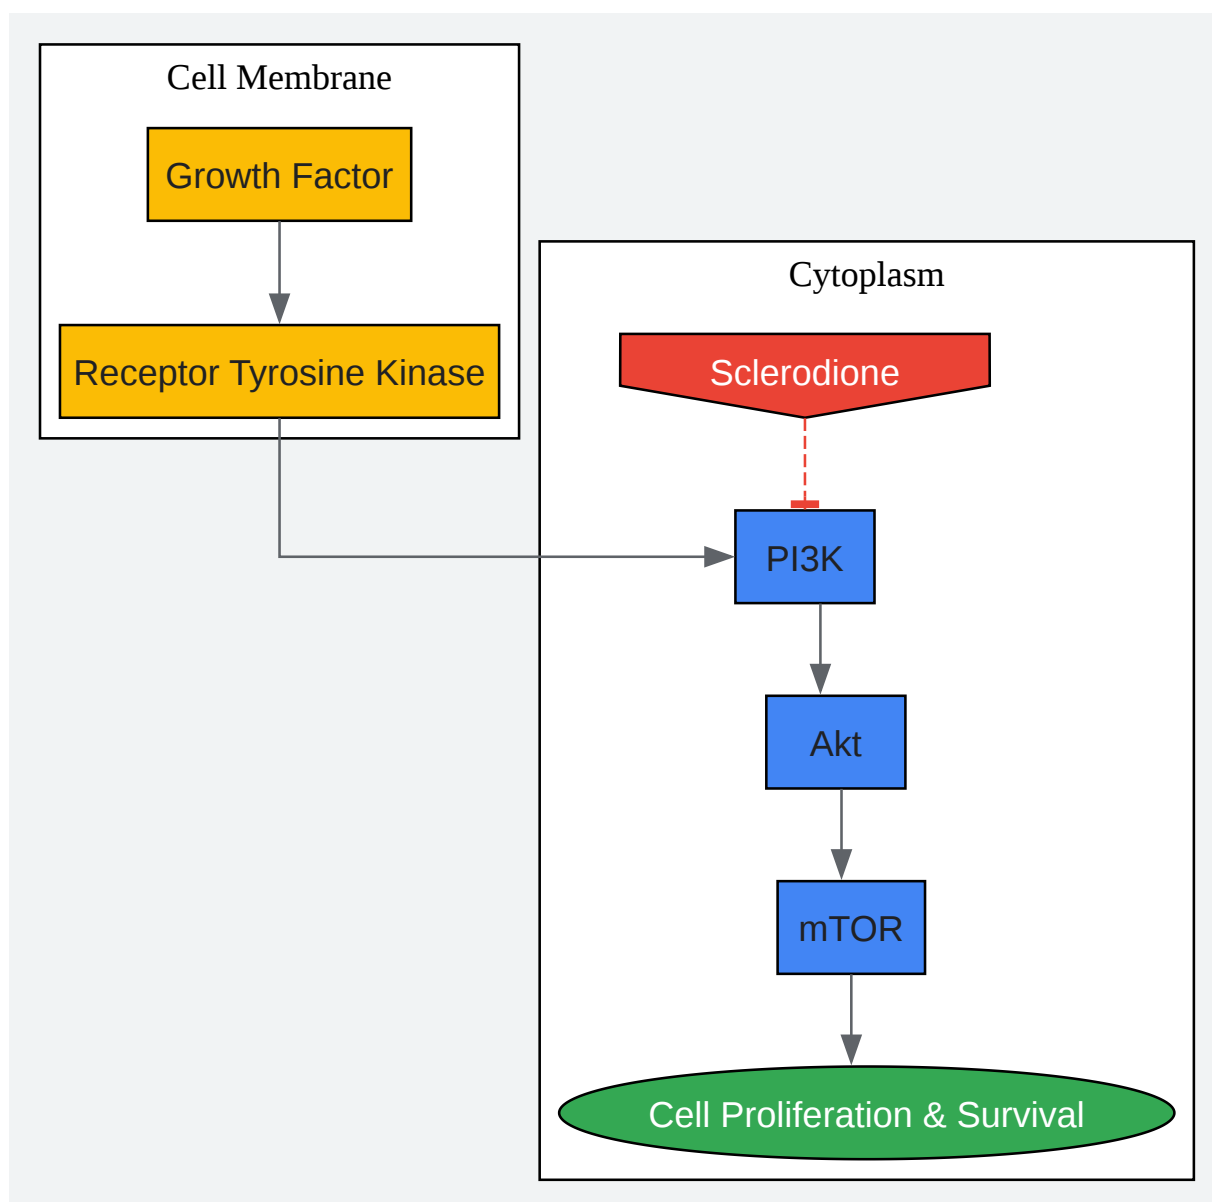 Cell Membrane
Growth Factor
Receptor Tyrosine Kinase
Cytoplasm
Sclerodione
PI3K
Akt
mTOR
Cell Proliferation & Survival